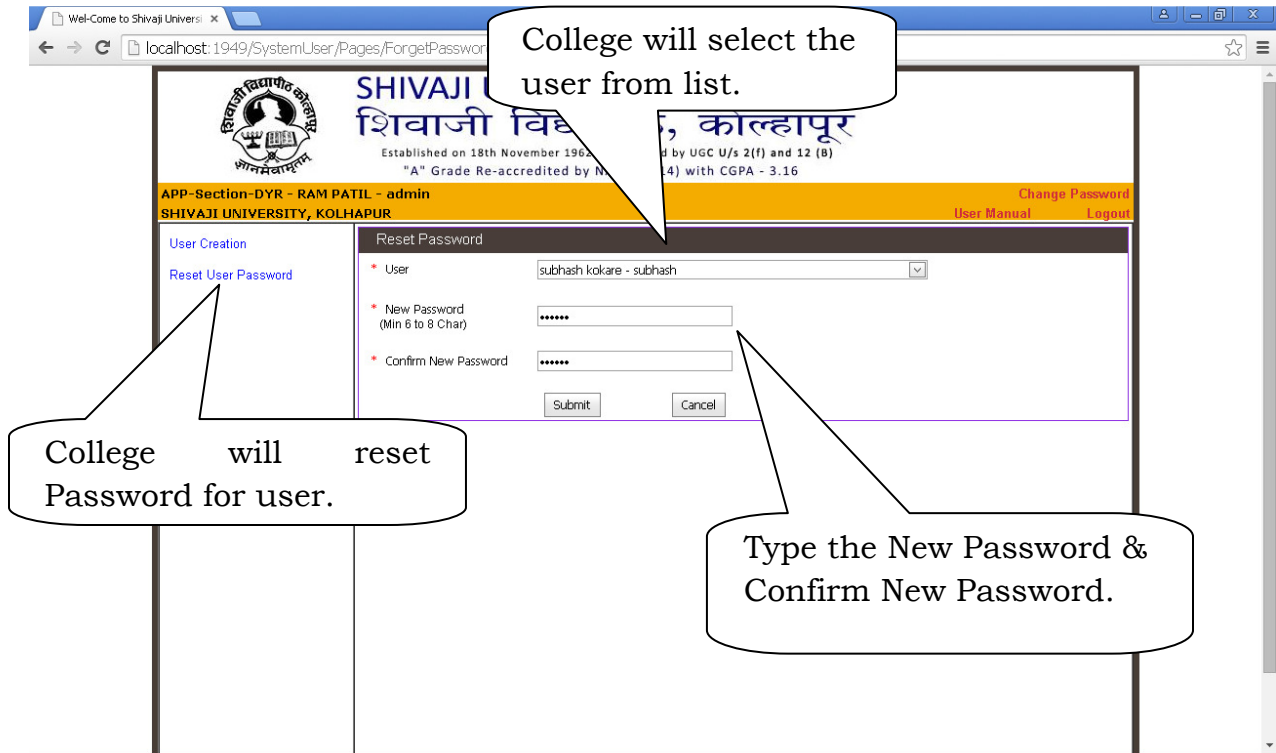 Wel-Come to Shivaji Universi
localhost:1949/SystemUser/Pages/ForgetPasswor
College will select the
user from list.
शिवाजी विद्यापीठ कोल्हापूर
ज्ञानमेवामृतम्
SHIVAJI
शिवाजी कोल्हापूर
Established on 18th November 1962 by UGC U/s 2(f) and 12 (B)
"A" Grade Re-accredited by N 14) with CGPA - 3.16
APP-Section-DYR - RAM PATIL - admin
Change Password
SHIVAJI UNIVERSITY, KOLHAPUR
User Manual Logout
User Creation
Reset User Password
Reset Password
* User
subhash kokare - subhash
* New Password
(Min 6 to 8 Char)
••••••
* Confirm New Password
••••••
Submit Cancel
College will reset
Password for user.
Type the New Password &
Confirm New Password.